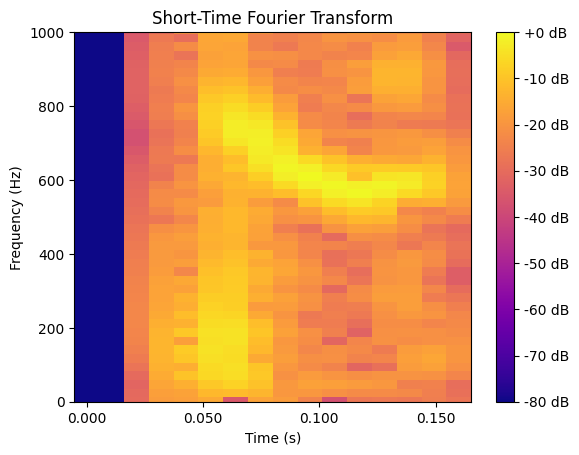 Short-Time Fourier Transform
1000
800
600
400
200
0
Frequency (Hz)
0.000
0.050
0.100
0.150
Time (s)
+0 dB
-10 dB
-20 dB
-30 dB
-40 dB
-50 dB
-60 dB
-70 dB
-80 dB